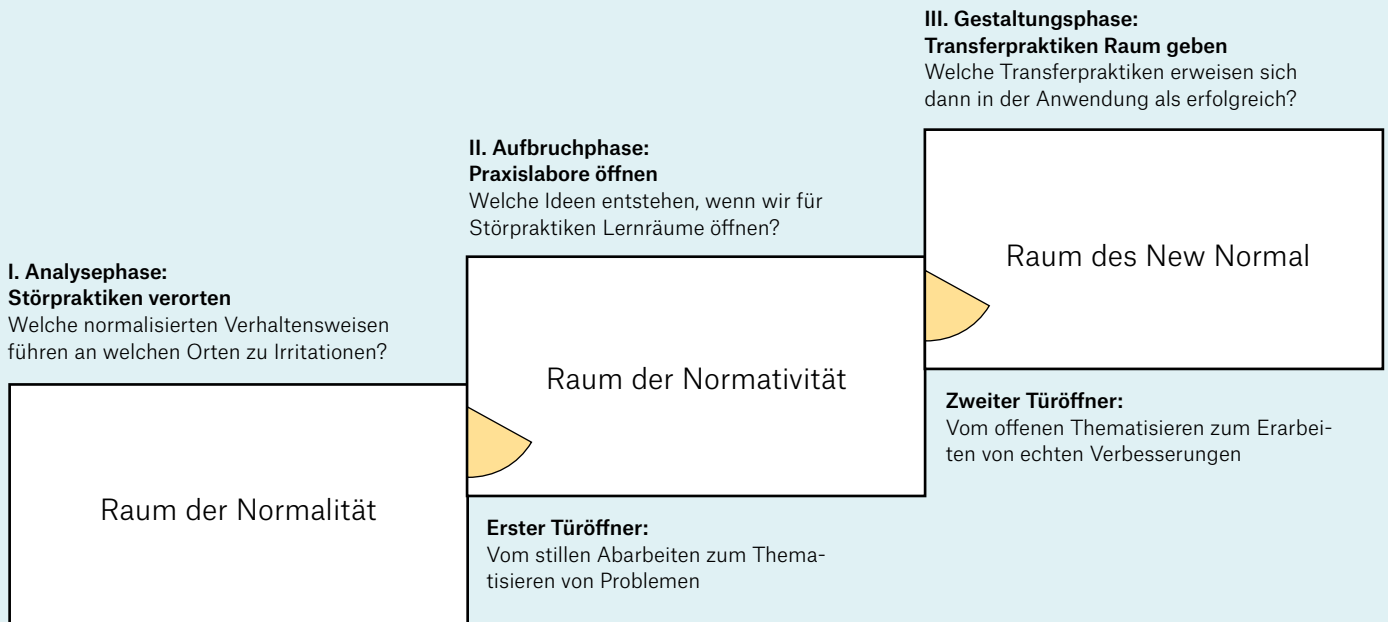 I. Analysephase:
Störpraktiken verorten
Welche normalisierten Verhaltensweisen
führen an welchen Orten zu Irritationen?
Raum der Normalität
Erster Türöffner:
Vom stillen Abarbeiten zum Thema-
tisieren von Problemen
II. Aufbruchphase:
Praxislabore öffnen
Welche Ideen entstehen, wenn wir für
Störpraktiken Lernräume öffnen?
Raum der Normativität
Zweiter Türöffner:
Vom offenen Thematisieren zum Erarbei-
ten von echten Verbesserungen
III. Gestaltungsphase:
Transferpraktiken Raum geben
Welche Transferpraktiken erweisen sich
dann in der Anwendung als erfolgreich?
Raum des New Normal